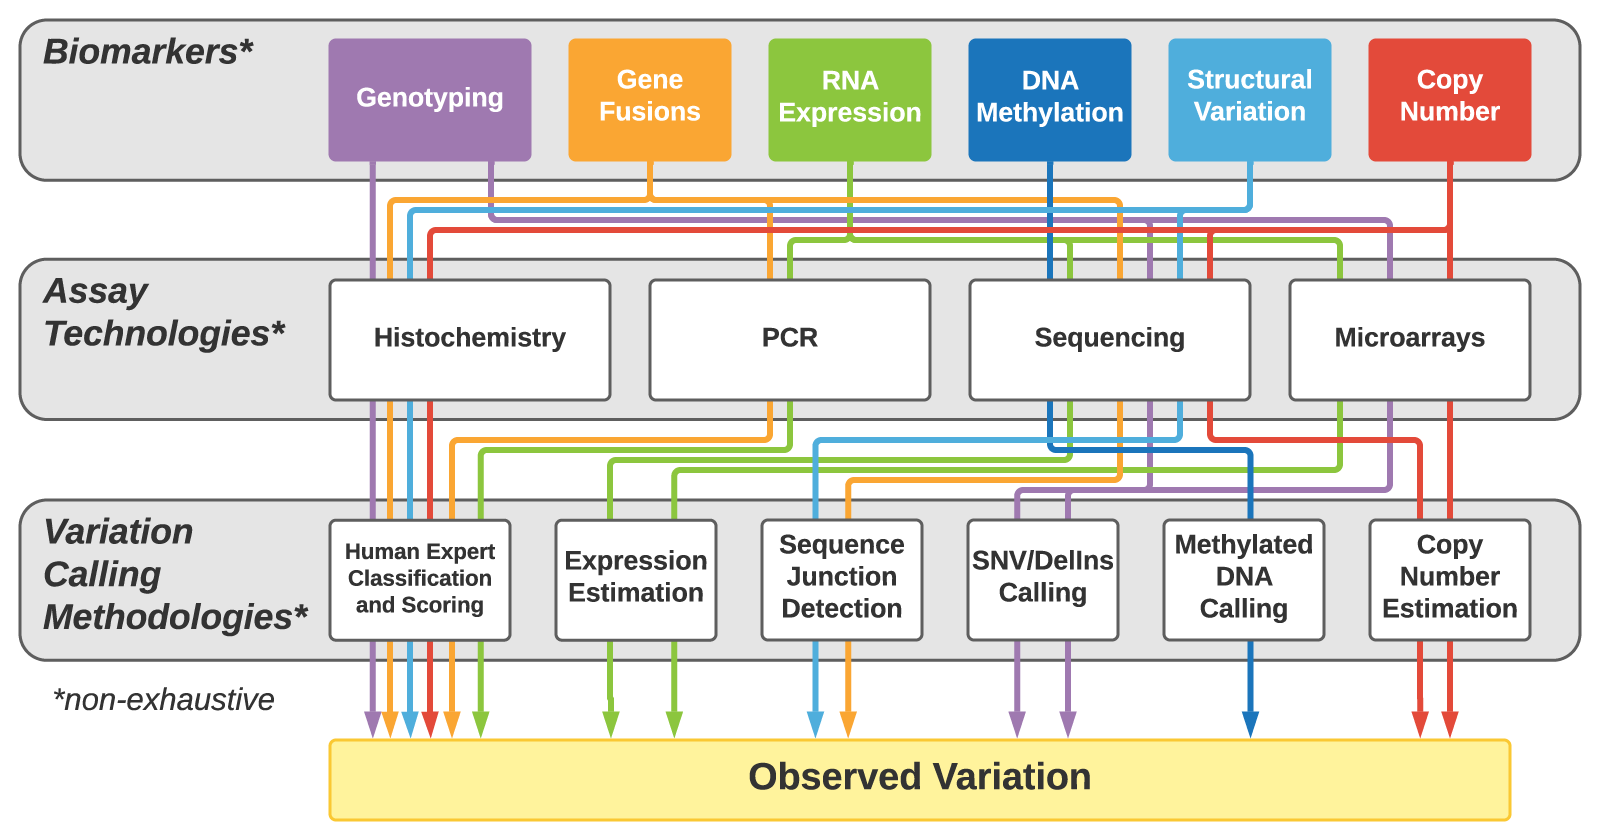 Biomarkers*
Genotyping
Gene
Fusions
RNA
Expression
DNA
Methylation
Structural
Variation
Copy
Number
Assay
Technologies*
Histochemistry
PCR
Sequencing
Microarrays
Variation
Calling
Methodologies*
Human Expert
Classification
and Scoring
Expression
Estimation
Sequence
Junction
Detection
SNV/DelIns
Calling
Methylated
DNA
Calling
Copy
Number
Estimation
*non-exhaustive
Observed Variation